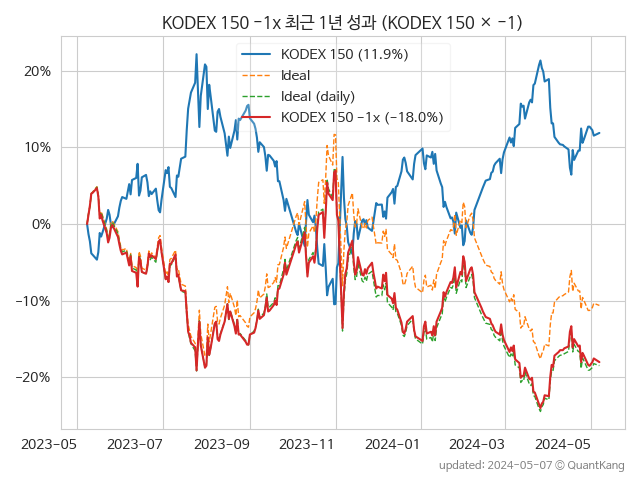 KODEX 150 −1x 최근 1년 성과 (KODEX 150 × −1)
KODEX 150 (11.9%)
Ideal
Ideal (daily)
KODEX 150 −1x (−18.0%)
20%
10%
0%
−10%
−20%
2023−05
2023−07
2023−09
2023−11
2024−01
2024−03
2024−05
updated: 2024−05−07 © QuantKang